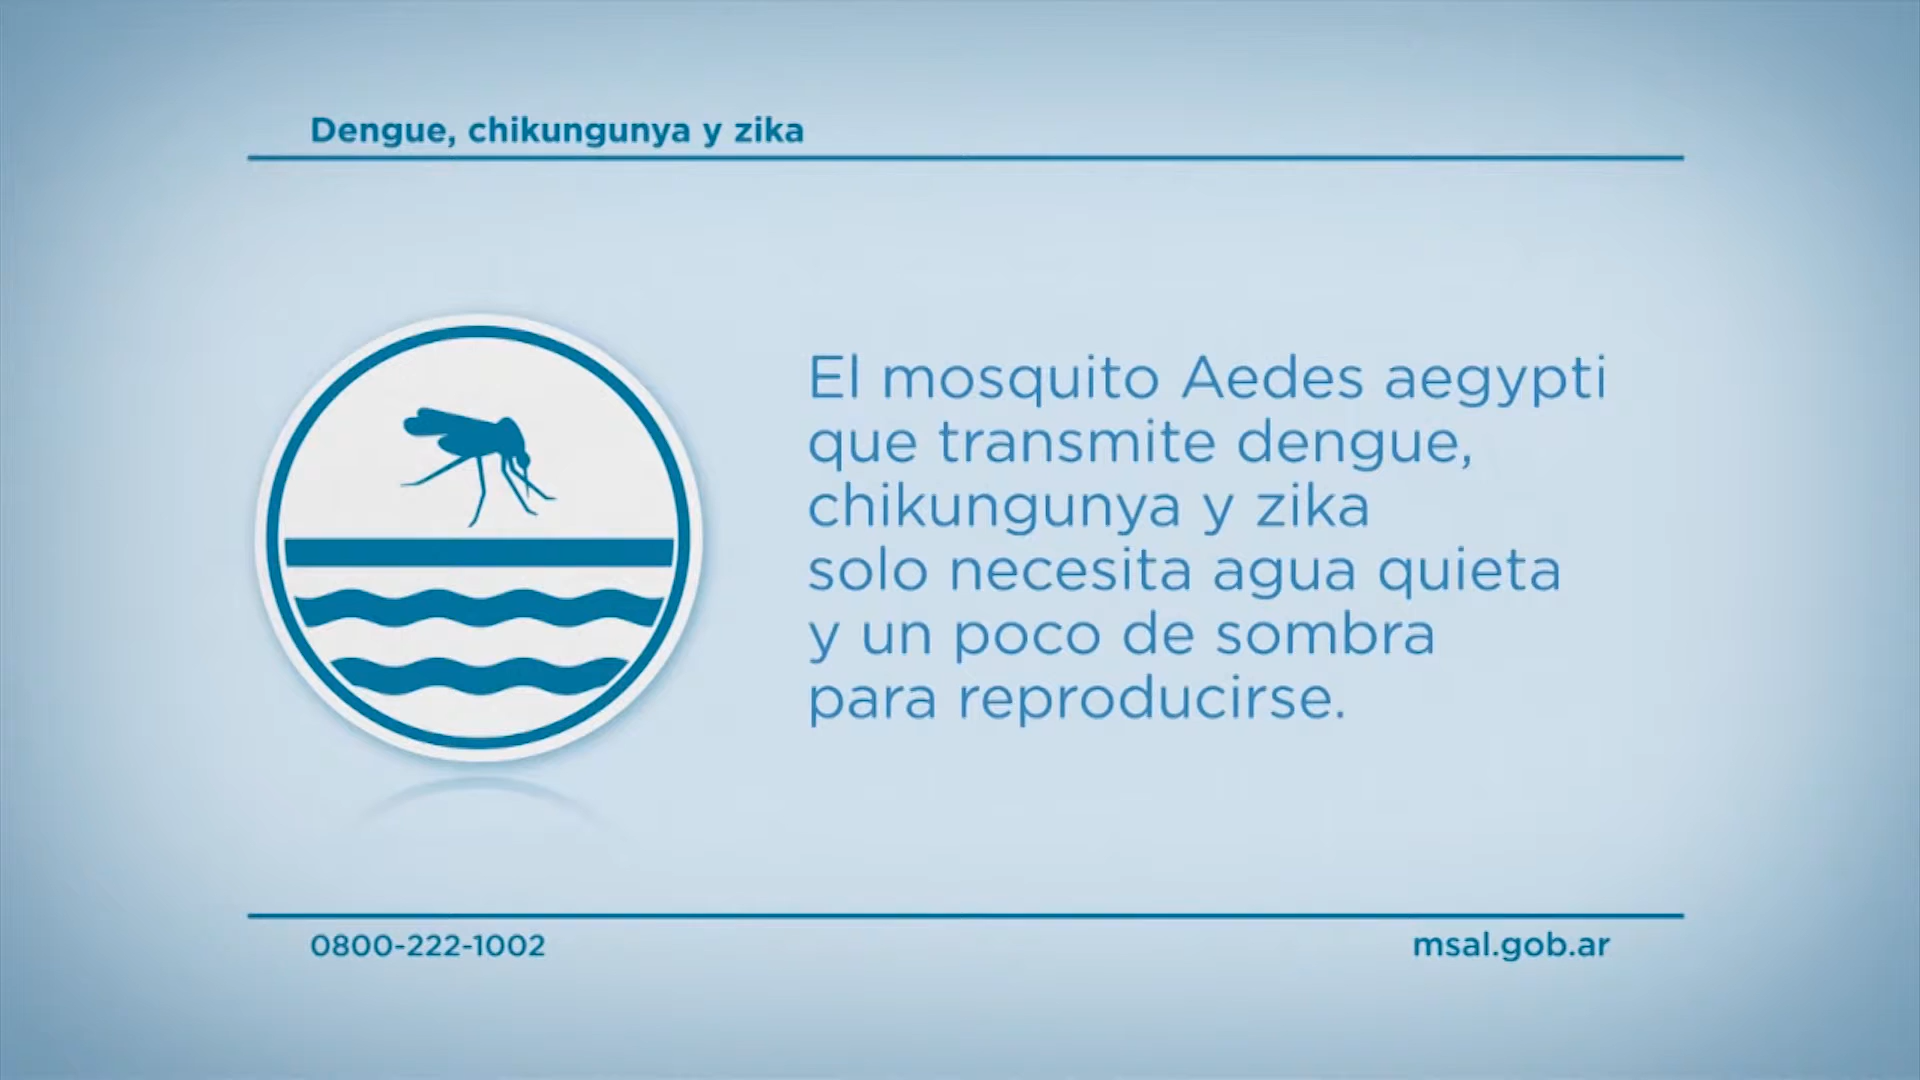 Dengue, chikungunya y zika
El mosquito Aedes aegypti
que transmite dengue,
chikungunya y zika
solo necesita agua quieta
y un poco de sombra
para reproducirse.
0800-222-1002
msal.gob.ar